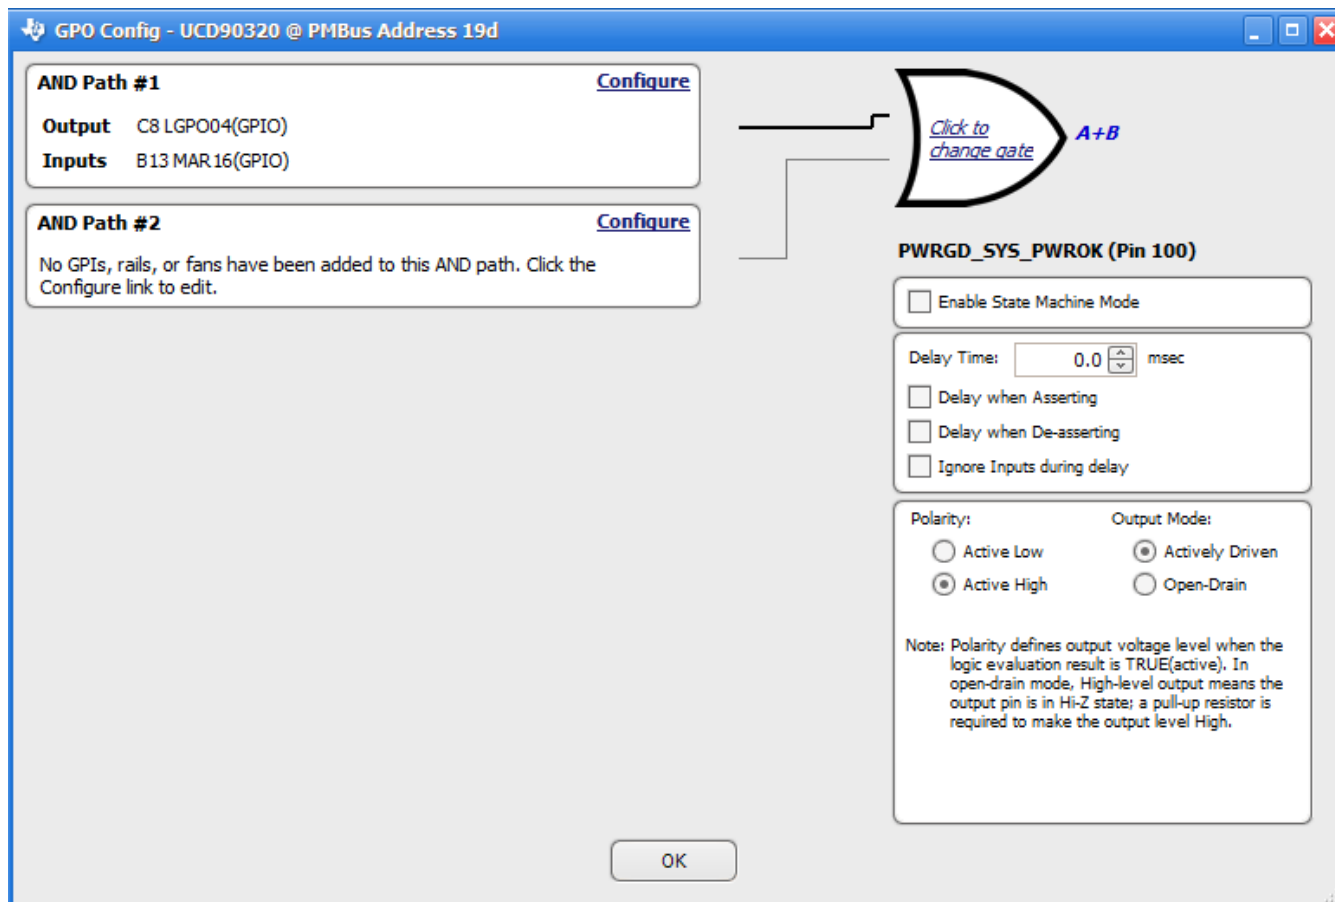 GPO Config - UCD90320 @ PMBus Address 19d
AND Path #1
Configure
Output C8 LGPO04(GPIO)
Inputs B13 MAR16(GPIO)
AND Path #2
Configure
No GPIs, rails, or fans have been added to this AND path. Click the
Configure link to edit.
Click to
change gate
A+B
PWRGD_SYS_PWROK (Pin 100)
Enable State Machine Mode
Delay Time: 0.0 msec
Delay when Asserting
Delay when De-asserting
Ignore Inputs during delay
Polarity: Output Mode:
Active Low Actively Driven
Active High Open-Drain
Note: Polarity defines output voltage level when the
logic evaluation result is TRUE(active). In
open-drain mode, High-level output means the
output pin is in Hi-Z state; a pull-up resistor is
required to make the output level High.
OK